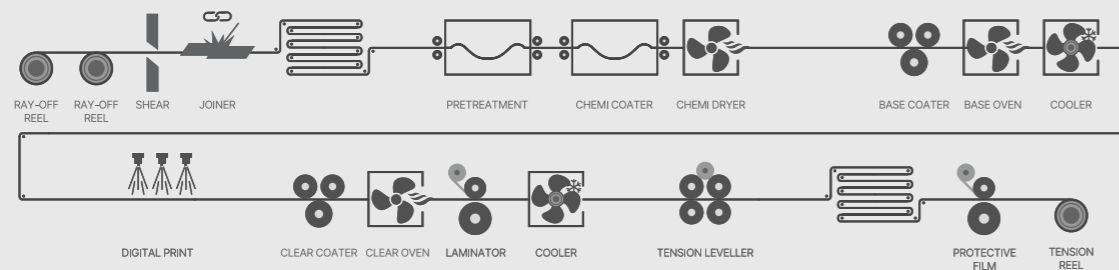 RAY-OFF
REEL
RAY-OFF
REEL
SHEAR
JOINER
PRETREATMENT
CHEMI COATER
CHEMI DRYER
BASE COATER
BASE OVEN
COOLER
DIGITAL PRINT
CLEAR COATER
CLEAR OVEN
LAMINATOR
COOLER
TENSION LEVELLER
PROTECTIVE
FILM
TENSION
REEL